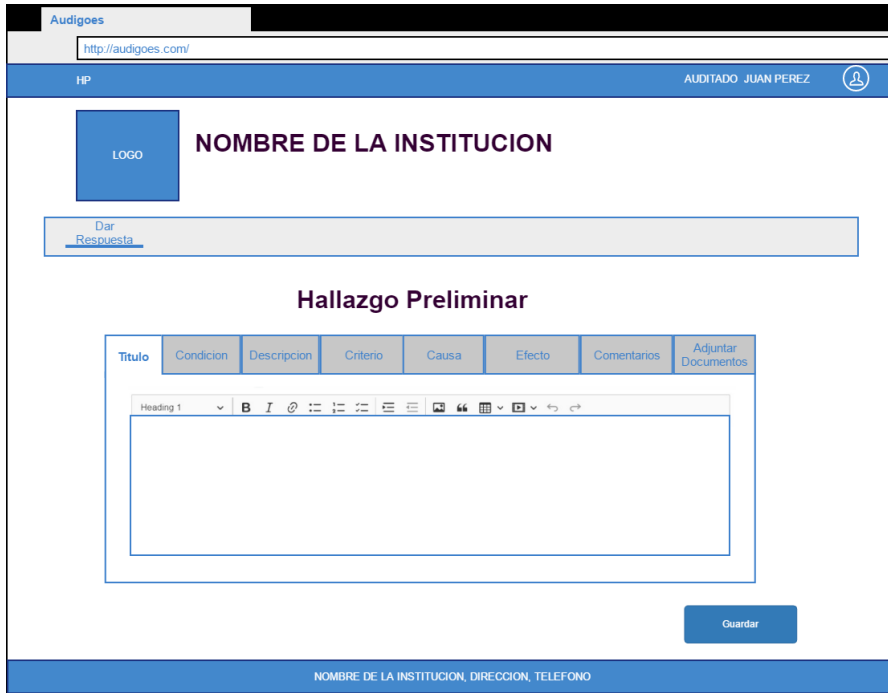 Audigoes
http://audigoes.com/
HP
AUDITADO JUAN PEREZ
LOGO
NOMBRE DE LA INSTITUCION
Dar
Respuesta
Hallazgo Preliminar
Titulo
Condicion
Descripcion
Criterio
Causa
Efecto
Comentarios
Adjuntar
Documentos
Heading 1
B I
Guardar
NOMBRE DE LA INSTITUCION, DIRECCION, TELEFONO